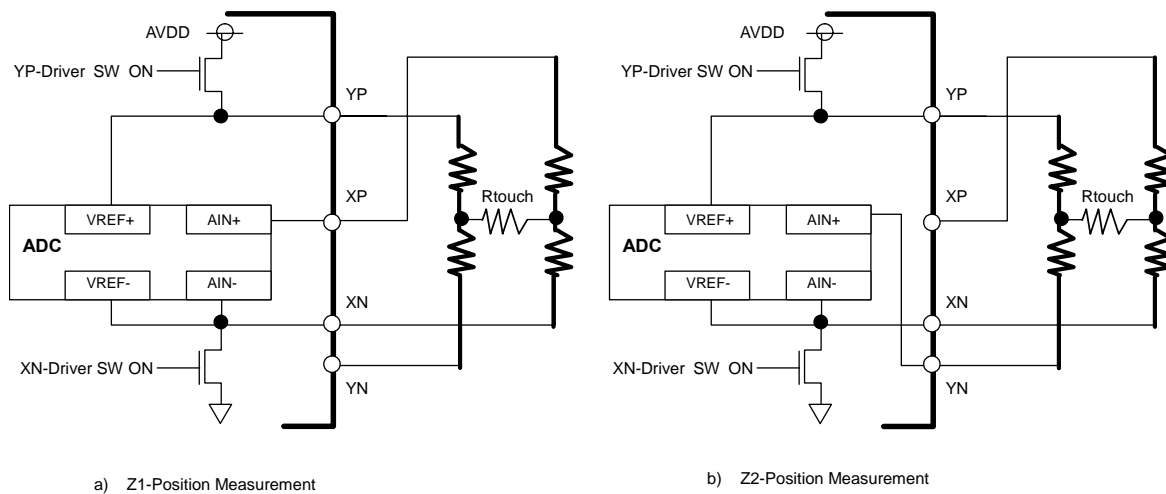 AVDD
YP-Driver SW ON
YP
XP
Rtouch
VREF+ AIN+
ADC
VREF- AIN-
XN
XN-Driver SW ON
YN
a) Z1-Position Measurement
AVDD
YP-Driver SW ON
YP
XP
Rtouch
VREF+ AIN+
ADC
VREF- AIN-
XN
XN-Driver SW ON
YN
b) Z2-Position Measurement